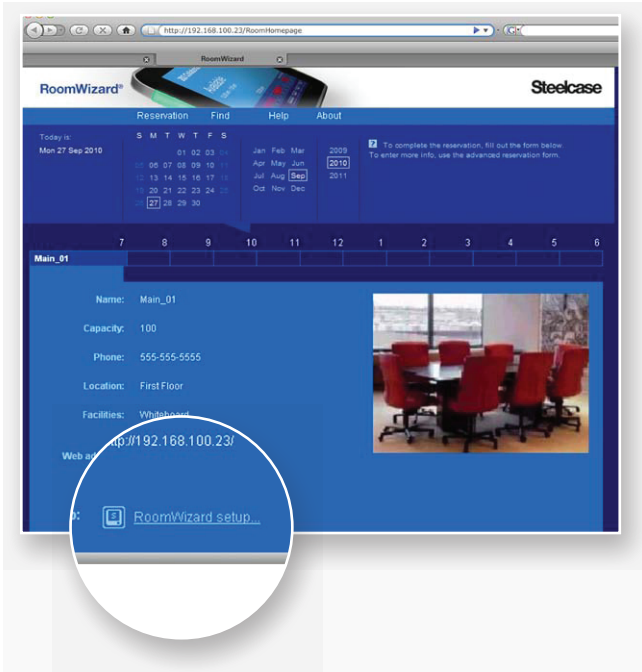 http://192.168.100.23/RoomHomepage
RoomWizard
RoomWizard®
Steelcase
Reservation Find Help About
Today is:
Mon 27 Sep 2010
S M T W T F S
01 02 03 04
05 06 07 08 09 10 11
12 13 14 15 16 17 18
19 20 21 22 23 24 25
26 27 28 29 30
Jan Feb Mar
Apr May Jun
Jul Aug Sep
Oct Nov Dec
2009
2010
2011
? To complete the reservation, fill out the form below.
To enter more info, use the advanced reservation form.
7 8 9 10 11 12 1 2 3 4 5 6
Main_01
Name: Main_01
Capacity: 100
Phone: 555-555-5555
Location: First Floor
Facilities: Whiteboard
Web ad
tp://192.168.100.23/
RoomWizard setup...